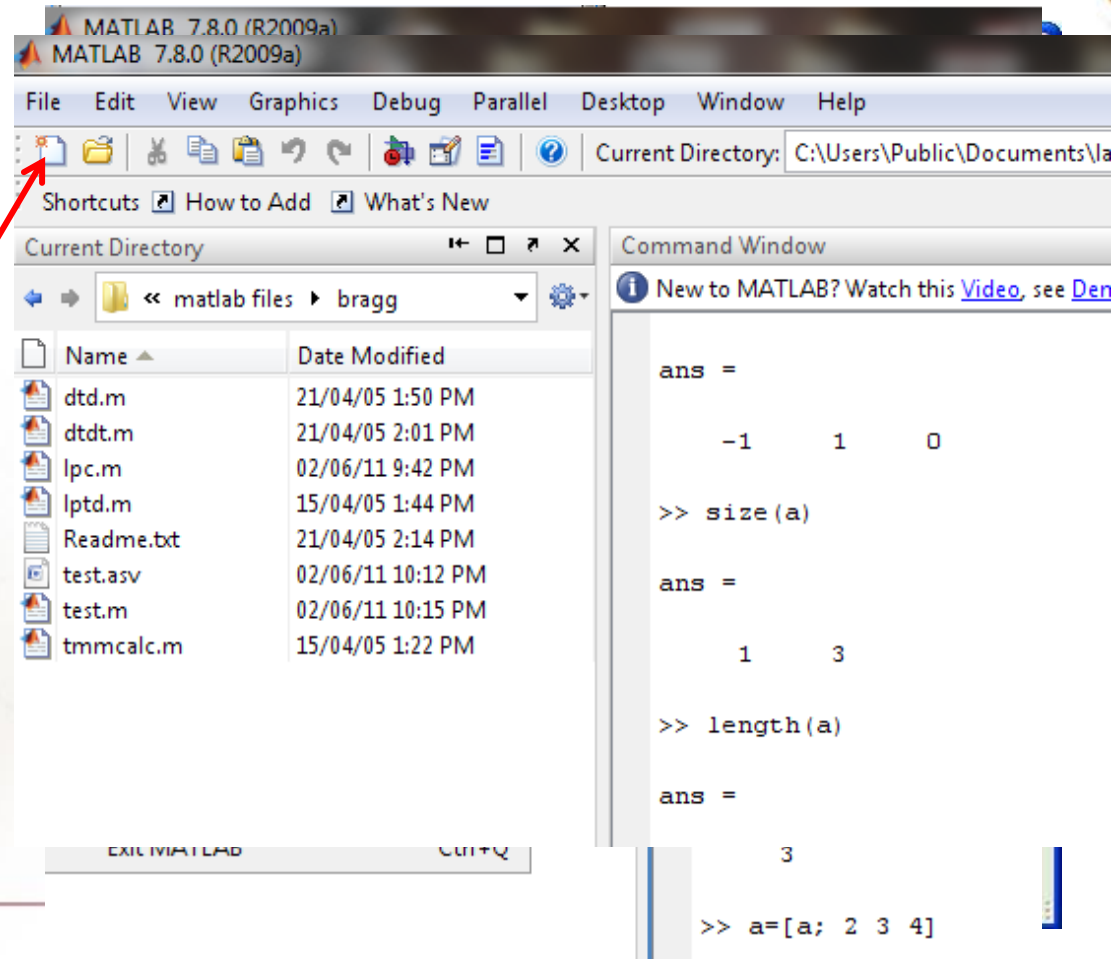 MATLAB 7.8.0 (R2009a)
MATLAB 7.8.0 (R2009a)
File Edit View Graphics Debug Parallel Desktop Window Help
Current Directory: C:\Users\Public\Documents\la
Shortcuts How to Add What's New
Current Directory
« matlab files bragg
Name Date Modified
dtd.m 21/04/05 1:50 PM
dtdt.m 21/04/05 2:01 PM
lpc.m 02/06/11 9:42 PM
lptd.m 15/04/05 1:44 PM
Readme.txt 21/04/05 2:14 PM
test.asv 02/06/11 10:12 PM
test.m 02/06/11 10:15 PM
tmmcalc.m 15/04/05 1:22 PM
Command Window
New to MATLAB? Watch this Video, see Dem
ans =
-1 1 0
>> size(a)
ans =
1 3
>> length(a)
ans =
3
>> a=[a; 2 3 4]
Exit MATLAB Ctrl+Q